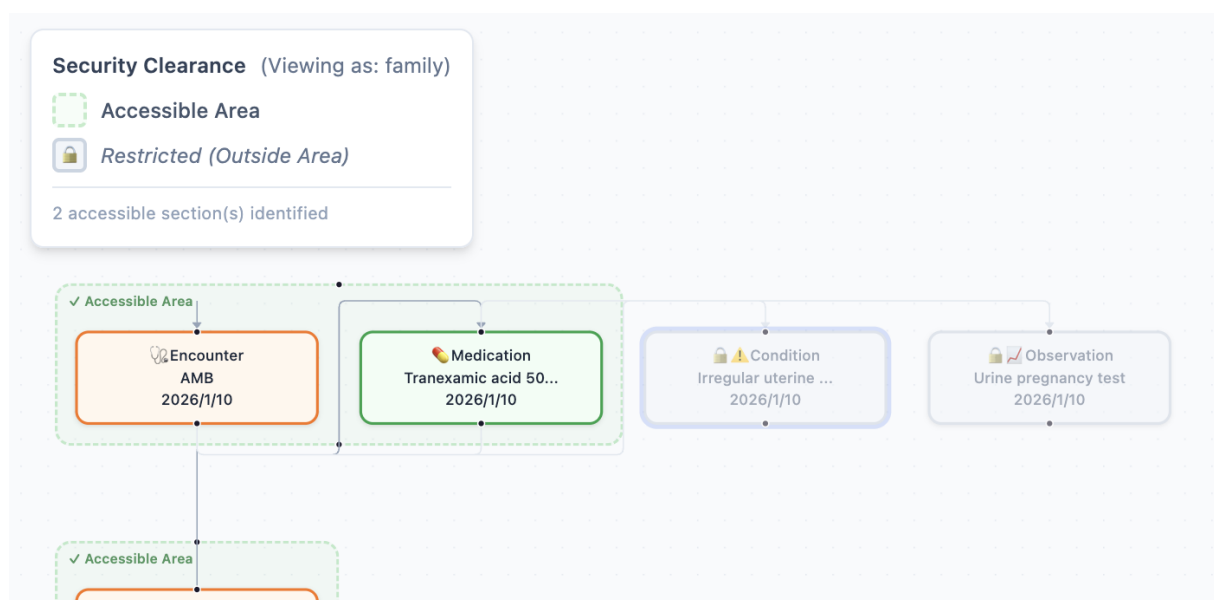 Security Clearance (Viewing as: family)
Accessible Area
Restricted (Outside Area)
2 accessible section(s) identified
✓ Accessible Area
Encounter
AMB
2026/1/10
Medication
Tranexamic acid 50...
2026/1/10
Condition
Irregular uterine ...
2026/1/10
Observation
Urine pregnancy test
2026/1/10
✓ Accessible Area